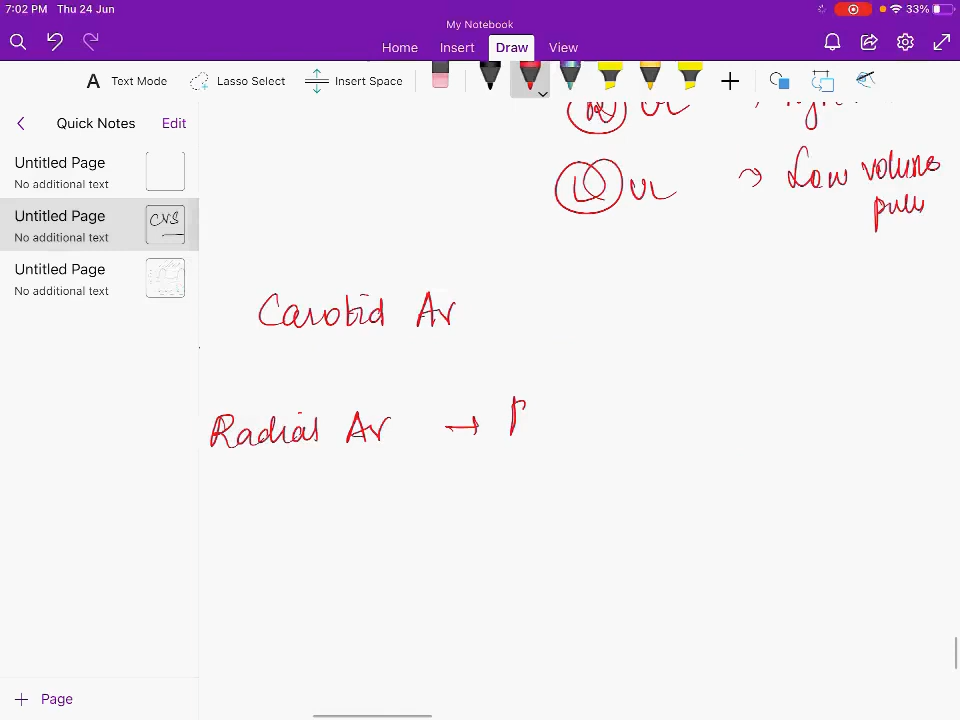 7:02 PM Thu 24 Jun
33%
My Notebook
Home Insert Draw View
Text Mode Lasso Select Insert Space
Quick Notes Edit
Untitled Page
No additional text
Untitled Page
No additional text
CNS
Untitled Page
No additional text
UL
L UL → Low volume
Carotid Ar
Radial Ar →
+ Page